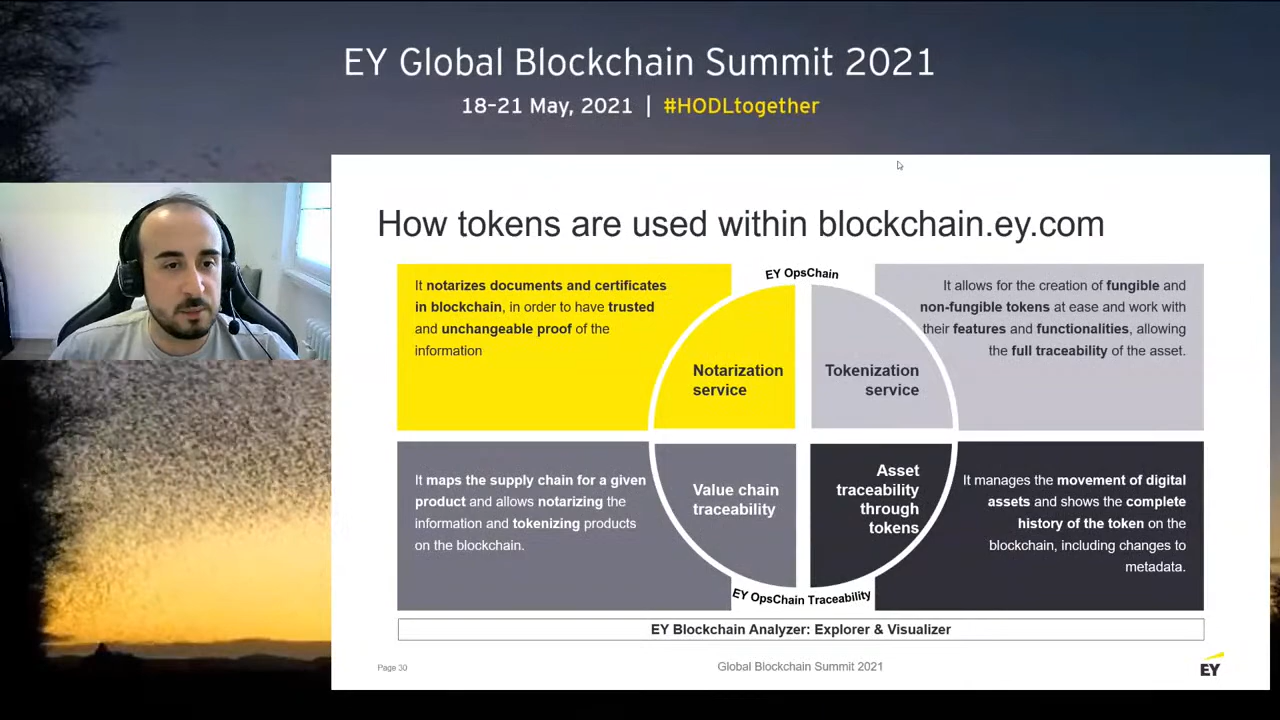 EY Global Blockchain Summit 2021
18–21 May, 2021 | #HODLtogether
How tokens are used within blockchain.ey.com
EY OpsChain
It notarizes documents and certificates
in blockchain, in order to have trusted
and unchangeable proof of the
information
Notarization
service
Tokenization
service
It allows for the creation of fungible and
non-fungible tokens at ease and work with
their features and functionalities, allowing
the full traceability of the asset.
It maps the supply chain for a given
product and allows notarizing the
information and tokenizing products
on the blockchain.
Value chain
traceability
Asset
traceability
through
tokens
It manages the movement of digital
assets and shows the complete
history of the token on the
blockchain, including changes to
metadata.
EY OpsChain Traceability
EY Blockchain Analyzer: Explorer & Visualizer
Page 30
Global Blockchain Summit 2021
EY